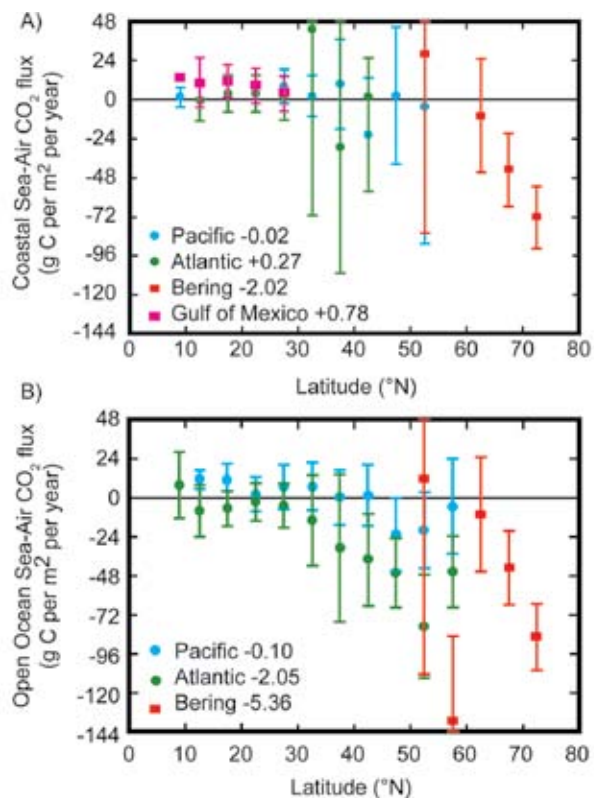 A)
Coastal Sea-Air CO2 flux
(g C per m2 per year)
48
24
0
-24
-48
-72
-96
-120
-144
Pacific -0.02
Atlantic +0.27
Bering -2.02
Gulf of Mexico +0.78
0 10 20 30 40 50 60 70 80
Latitude (°N)
B)
Open Ocean Sea-Air CO2 flux
(g C per m2 per year)
48
24
0
-24
-48
-72
-96
-120
-144
Pacific -0.10
Atlantic -2.05
Bering -5.36
0 10 20 30 40 50 60 70 80
Latitude (°N)